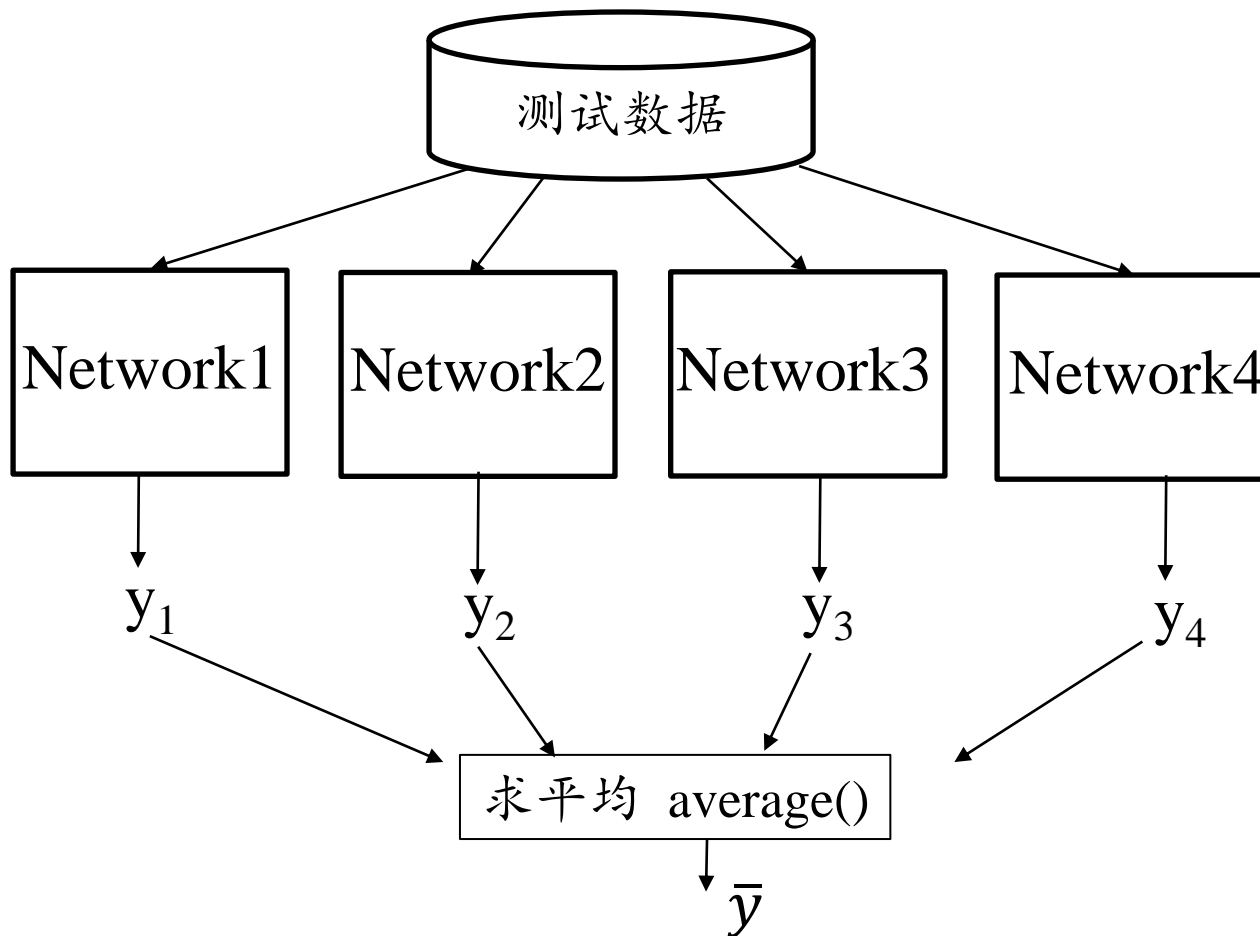 测试数据
Network1
Network2
Network3
Network4
y₁
y₂
y₃
y₄
求平均 average()
ȳ